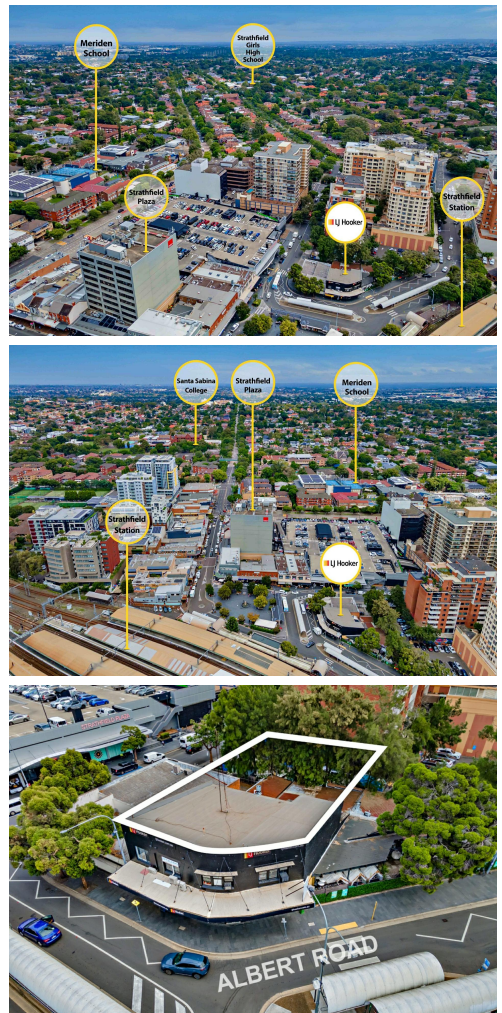 Meriden
School
Strathfield
Girls
High
School
Strathfield
Plaza
LJ Hooker
Strathfield
Station
Santa Sabina
College
Strathfield
Plaza
Meriden
School
Strathfield
Station
LJ Hooker
ALBERT ROAD